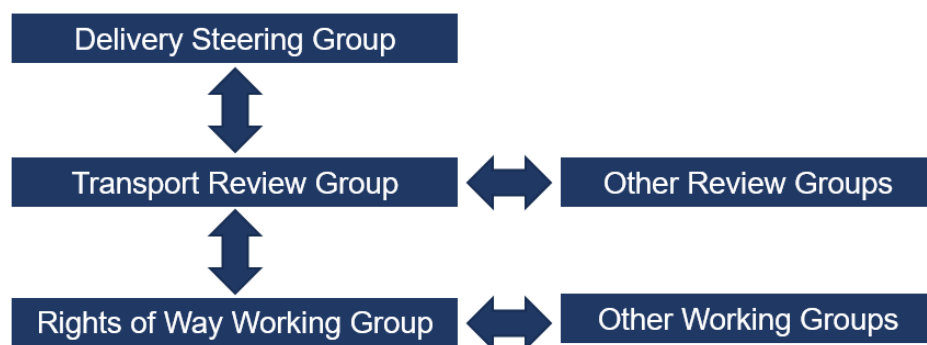 Delivery Steering Group
Transport Review Group
Other Review Groups
Rights of Way Working Group
Other Working Groups